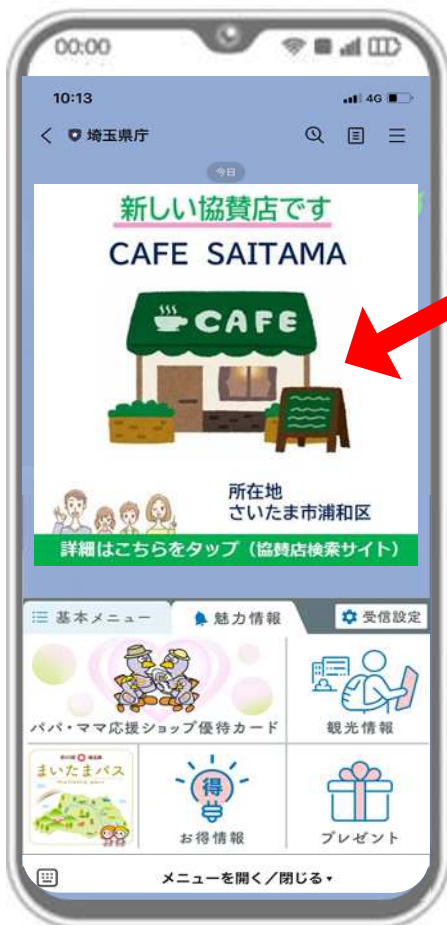 00:00
10:13
4G
埼玉県庁
今日
新しい協賛店です
CAFE SAITAMA
CAFE
所在地
さいたま市浦和区
詳細はこちらをタップ（協賛店検索サイト）
基本メニュー
魅力情報
受信設定
パパ・ママ応援ショップ優待カード
観光情報
まいたまパス
得
お得情報
プレゼント
メニューを開く／閉じる▾